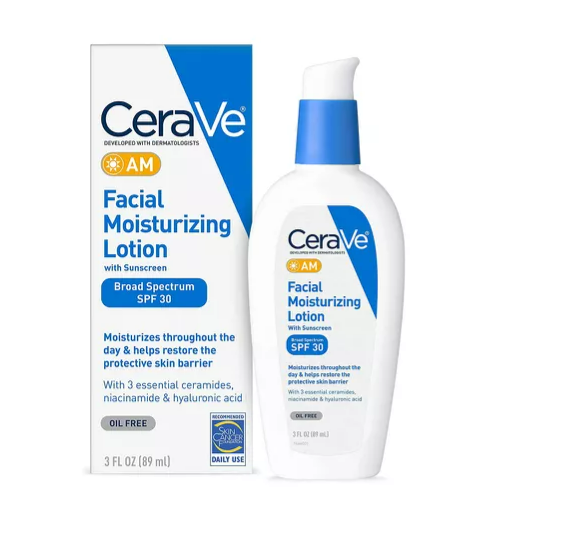 CeraVe®
DEVELOPED WITH DERMATOLOGISTS
AM
Facial
Moisturizing
Lotion
with Sunscreen
Broad Spectrum
SPF 30
Moisturizes throughout the
day & helps restore the
protective skin barrier
With 3 essential ceramides,
niacinamide & hyaluronic acid
OIL FREE
3 FL OZ (89 ml)
RECOMMENDED
SKIN
CANCER
FOUNDATION
DAILY USE
CeraVe®
DEVELOPED WITH DERMATOLOGISTS
AM
Facial
Moisturizing
Lotion
With Sunscreen
Broad Spectrum
SPF 30
Moisturizes throughout the
day & helps restore the
protective skin barrier
With 3 essential ceramides,
niacinamide & hyaluronic acid
OIL FREE
3 FL OZ (89 mL)